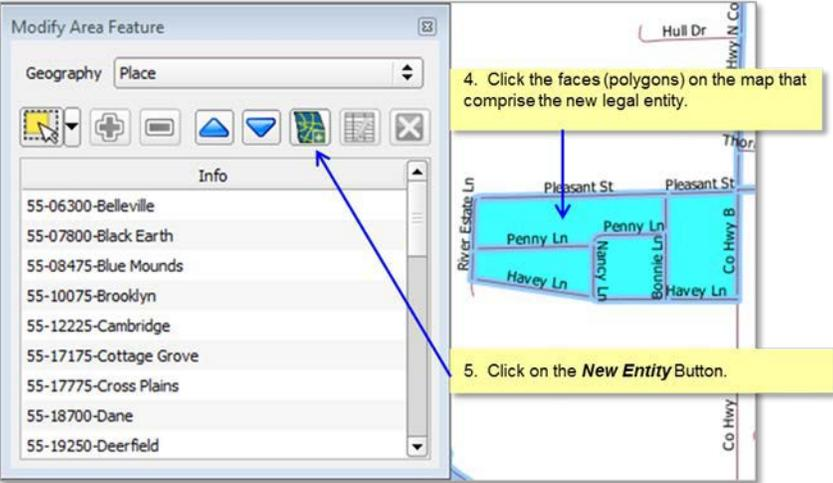 Modify Area Feature
Geography Place
Info
55-06300-Belleville
55-07800-Black Earth
55-08475-Blue Mounds
55-10075-Brooklyn
55-12225-Cambridge
55-17175-Cottage Grove
55-17775-Cross Plains
55-18700-Dane
55-19250-Deerfield
Hull Dr
Hwy N Co
4. Click the faces (polygons) on the map that
comprise the new legal entity.
Pleasant St
Pleasant St
River Estate Ln
Penny Ln
Penny Ln
Nancy Ln
Bonnie Ln
Co Hwy B
Havey Ln
Havey Ln
5. Click on the New Entity Button.
Co Hwy